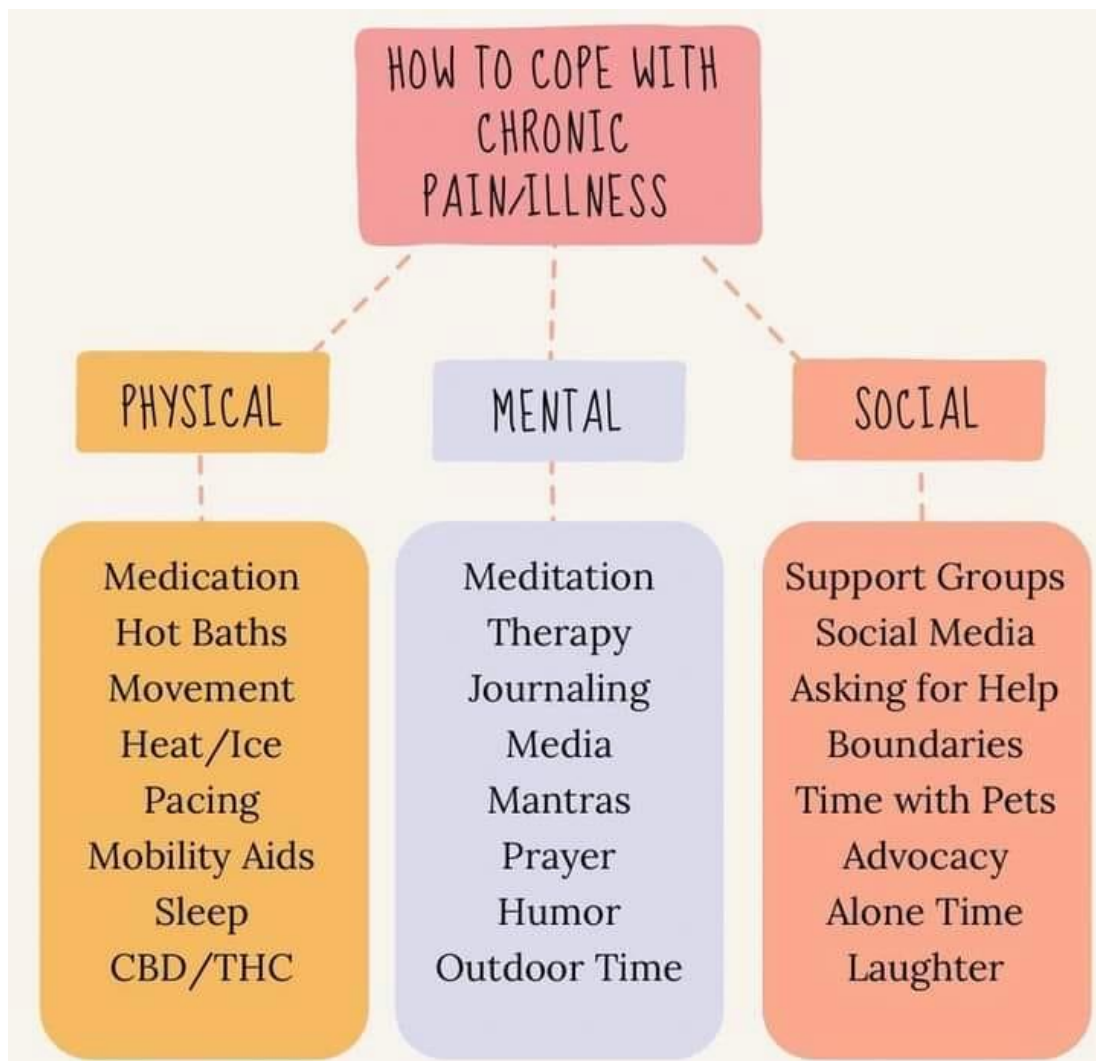 HOW TO COPE WITH
CHRONIC
PAIN/ILLNESS
PHYSICAL
Medication
Hot Baths
Movement
Heat/Ice
Pacing
Mobility Aids
Sleep
CBD/THC
MENTAL
Meditation
Therapy
Journaling
Media
Mantras
Prayer
Humor
Outdoor Time
SOCIAL
Support Groups
Social Media
Asking for Help
Boundaries
Time with Pets
Advocacy
Alone Time
Laughter